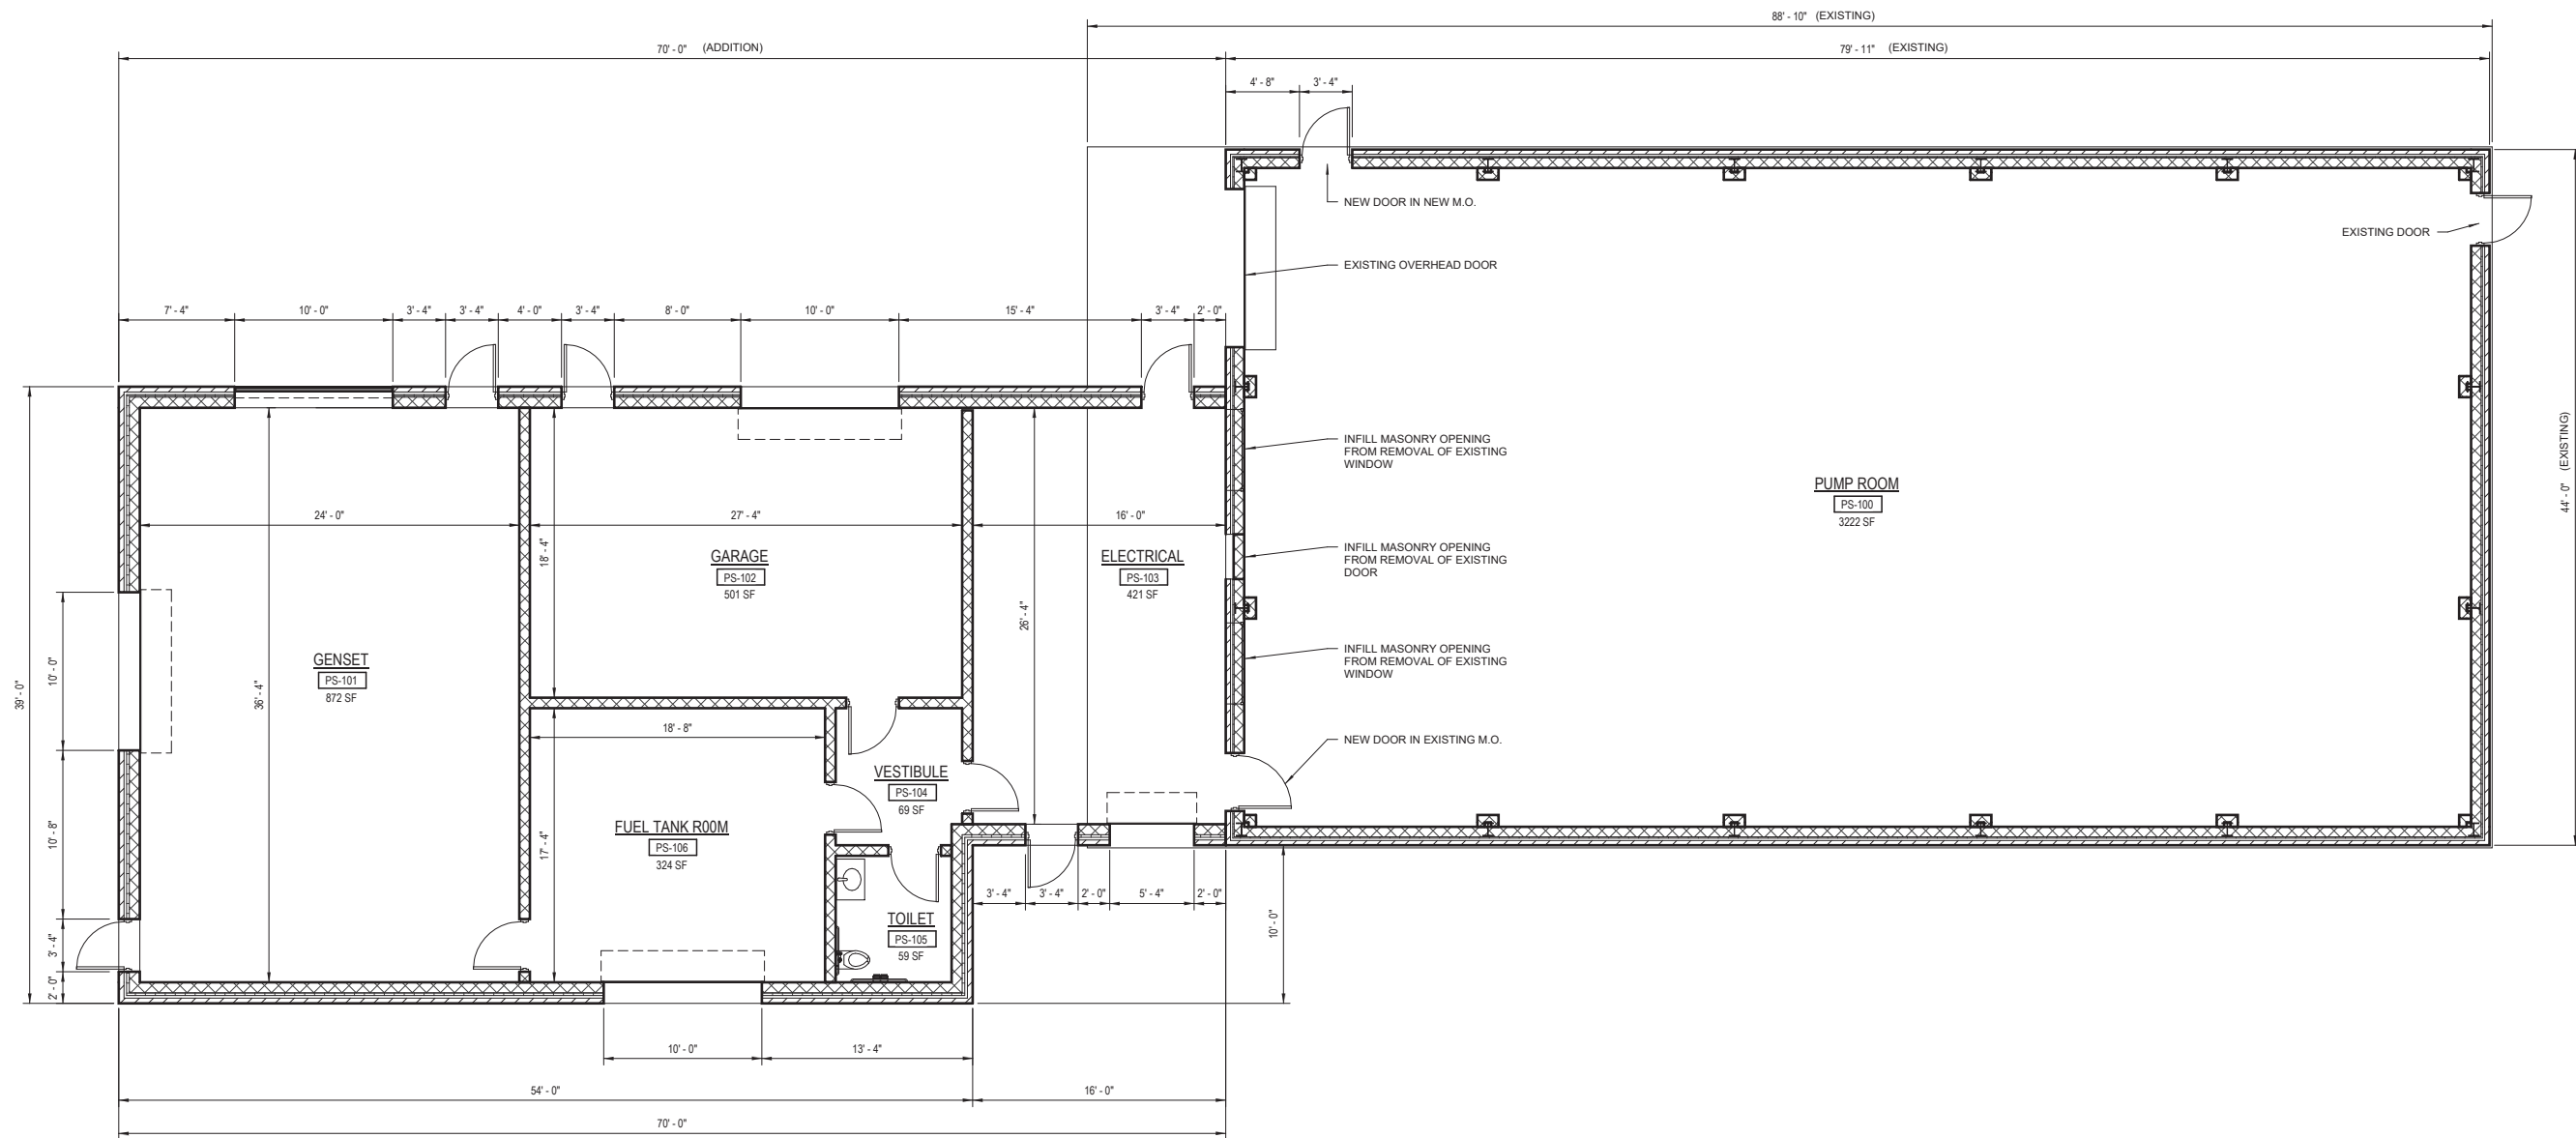 88' - 10" (EXISTING)
70' - 0" (ADDITION)
79' - 11" (EXISTING)
4' - 8"
3' - 4"
NEW DOOR IN NEW M.O.
EXISTING DOOR
EXISTING OVERHEAD DOOR
7' - 4"
10' - 0"
3' - 4"
3' - 4"
4' - 0"
3' - 4"
8' - 0"
10' - 0"
15' - 4"
3' - 4"
2' - 0"
INFILL MASONRY OPENING
FROM REMOVAL OF EXISTING
WINDOW
44' - 0" (EXISTING)
PUMP ROOM
PS-100
3222 SF
24' - 0"
27' - 4"
16' - 0"
18' - 4"
GARAGE
PS-102
501 SF
ELECTRICAL
PS-103
421 SF
INFILL MASONRY OPENING
FROM REMOVAL OF EXISTING
DOOR
26' - 4"
GENSET
PS-101
872 SF
INFILL MASONRY OPENING
FROM REMOVAL OF EXISTING
WINDOW
39' - 0"
10' - 0"
36' - 4"
18' - 8"
NEW DOOR IN EXISTING M.O.
VESTIBULE
PS-104
69 SF
FUEL TANK R00M
PS-106
324 SF
10' - 8"
17' - 4"
3' - 4"
3' - 4"
2' - 0"
5' - 4"
2' - 0"
TOILET
PS-105
59 SF
10' - 0"
3' - 4"
2' - 0"
10' - 0"
13' - 4"
54' - 0"
16' - 0"
70' - 0"